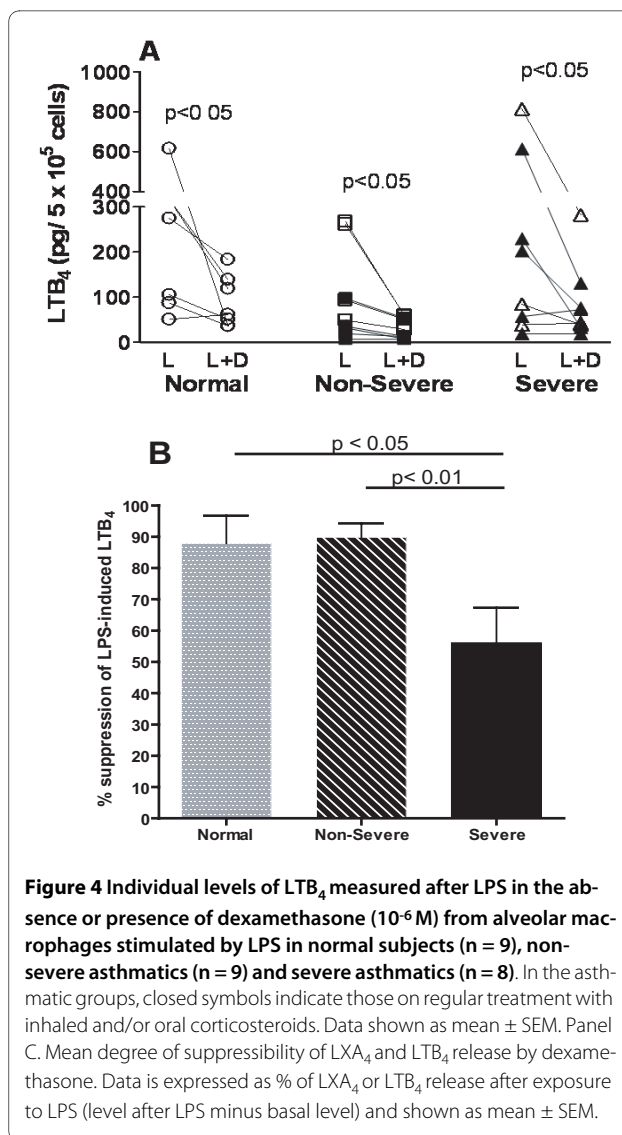 A
1000
800
600
400
300
200
100
0
LTB₄ (pg/ 5 x 10⁵ cells)
p<0 05
p<0.05
p<0.05
L L+D L L+D L L+D
Normal Non-Severe Severe
B
p < 0.05
p< 0.01
100
90
80
70
60
50
40
30
20
10
0
% suppression of LPS-induced LTB₄
Normal Non-Severe Severe
Figure 4 Individual levels of LTB₄ measured after LPS in the ab-
sence or presence of dexamethasone (10⁻⁶ M) from alveolar mac-
rophages stimulated by LPS in normal subjects (n = 9), non-
severe asthmatics (n = 9) and severe asthmatics (n = 8). In the asth-
matic groups, closed symbols indicate those on regular treatment with
inhaled and/or oral corticosteroids. Data shown as mean ± SEM. Panel
C. Mean degree of suppressibility of LXA₄ and LTB₄ release by dexame-
thasone. Data is expressed as % of LXA₄ or LTB₄ release after exposure
to LPS (level after LPS minus basal level) and shown as mean ± SEM.